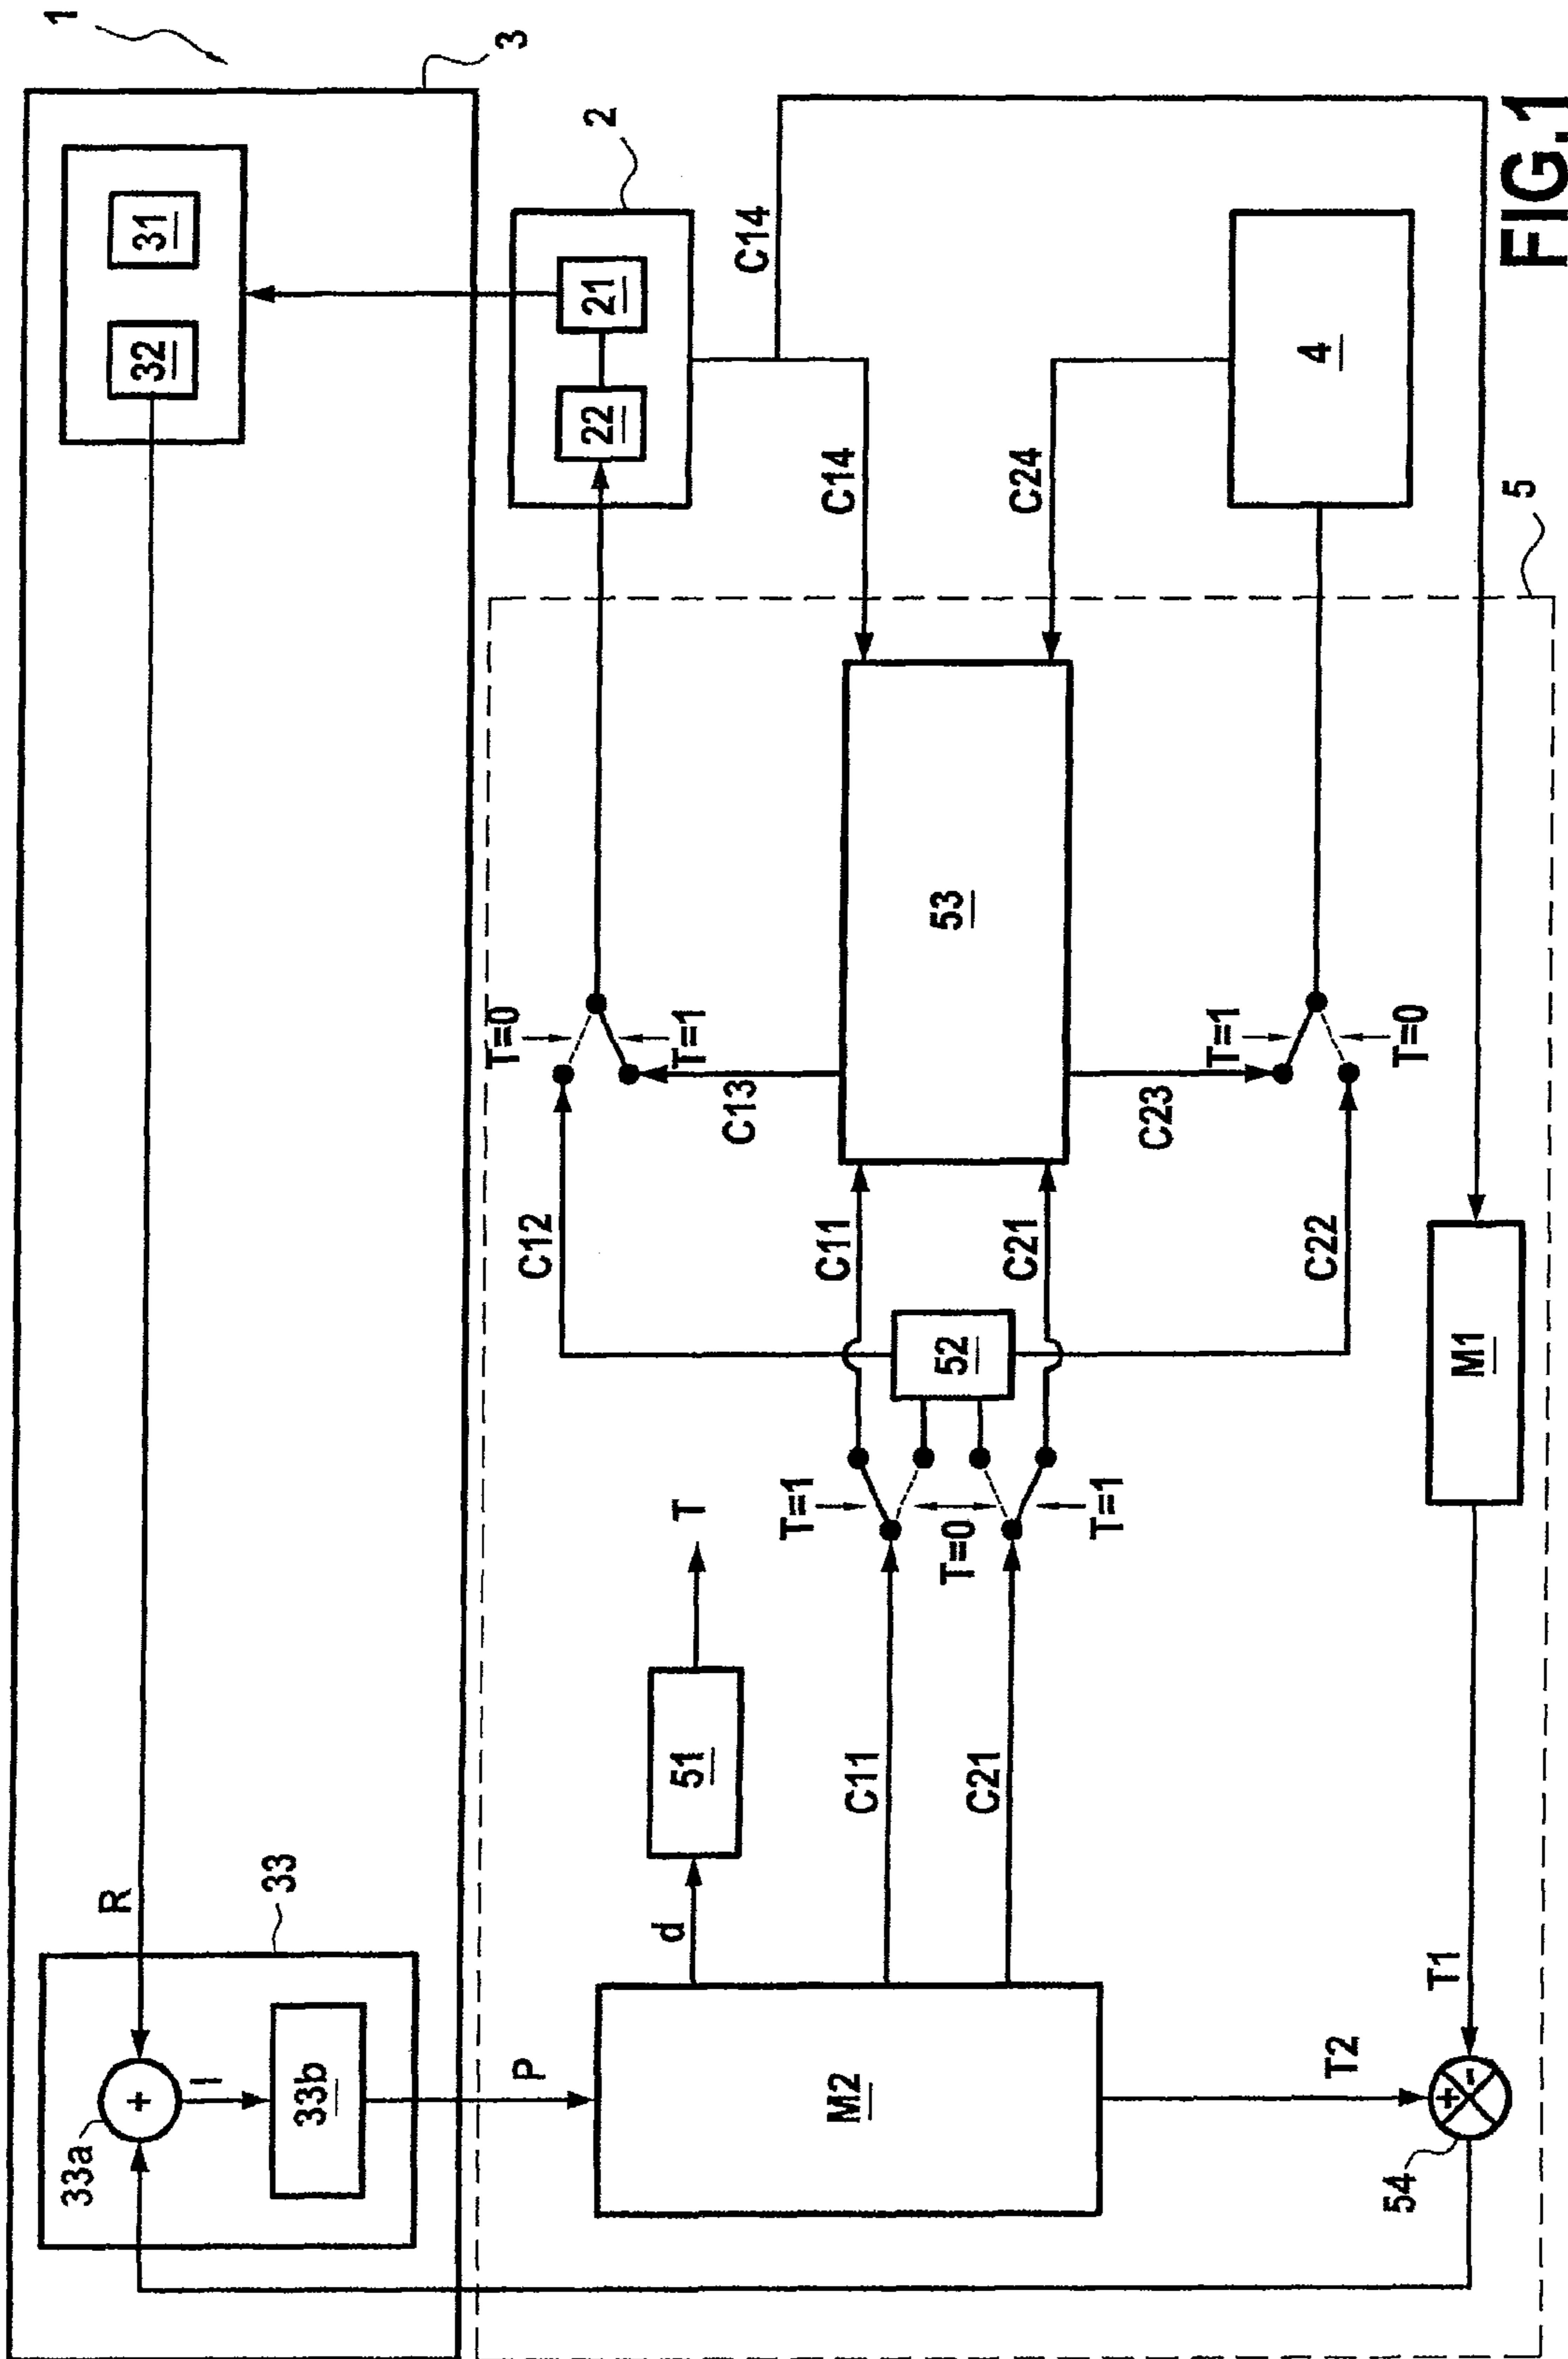 1
3
33
R
33a
+
I
33b
32
31
P
2
22
21
C14
d
51
T
M2
C11
C21
T=1
T=0
T=1
52
C12
C11
C21
C22
T=0
T=1
C13
53
C23
T=1
T=0
C14
C24
4
5
T2
T1
+
-
54
M1
FIG.1